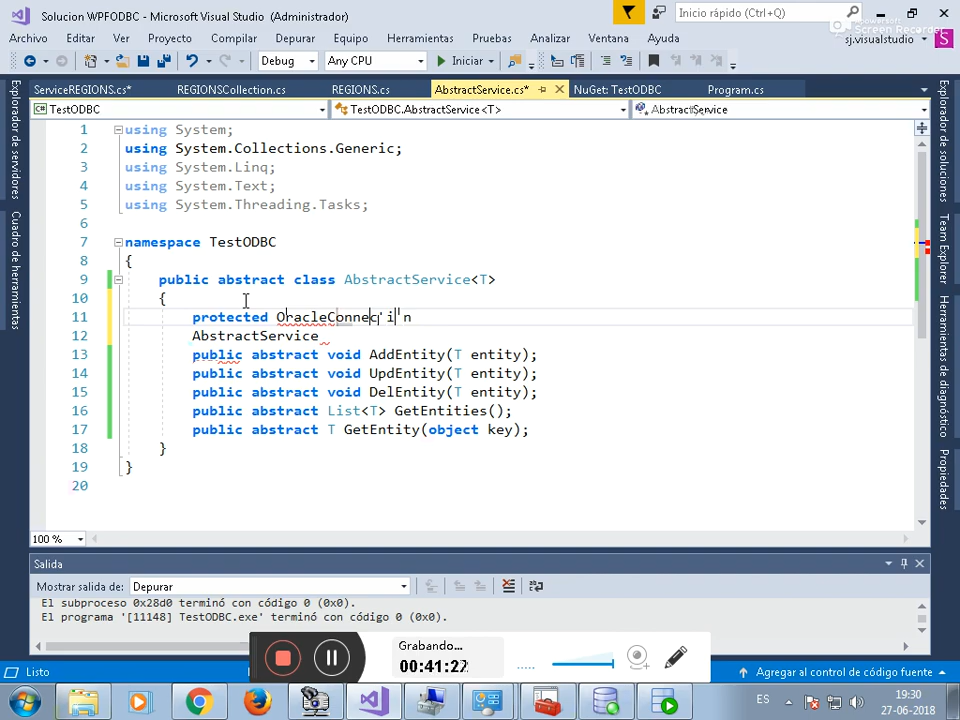 Solucion WPFODBC - Microsoft Visual Studio (Administrador)
Inicio rápido (Ctrl+Q)
Archivo Editar Ver Proyecto Compilar Depurar Equipo Herramientas Pruebas Analizar Ventana Ayuda
sj.visualstudio S
Debug Any CPU Iniciar
ServiceREGIONS.cs* REGIONSCollection.cs REGIONS.cs AbstractService.cs* NuGet: TestODBC Program.cs
TestODBC TestODBC.AbstractService<T> AbstractService
Explorador de servidores
Cuadro de herramientas
1 using System;
2 using System.Collections.Generic;
3 using System.Linq;
4 using System.Text;
5 using System.Threading.Tasks;
6
7 namespace TestODBC
8 {
9 public abstract class AbstractService<T>
10 {
11 protected
12 AbstractService
13 public abstract void AddEntity(T entity);
14 public abstract void UpdEntity(T entity);
15 public abstract void DelEntity(T entity);
16 public abstract List<T> GetEntities();
17 public abstract T GetEntity(object key);
18 }
19 }
20
Explorador de soluciones
Team Explorer
Herramientas de diagnóstico
Propiedades
100 %
Salida
Mostrar salida de: Depurar
El subproceso 0x28d0 terminó con código 0 (0x0).
El programa '[11148] TestODBC.exe' terminó con código 0 (0x0).
Grabando...
00:41:27
Listo
Agregar al control de código fuente
ES
19:30
27-06-2018